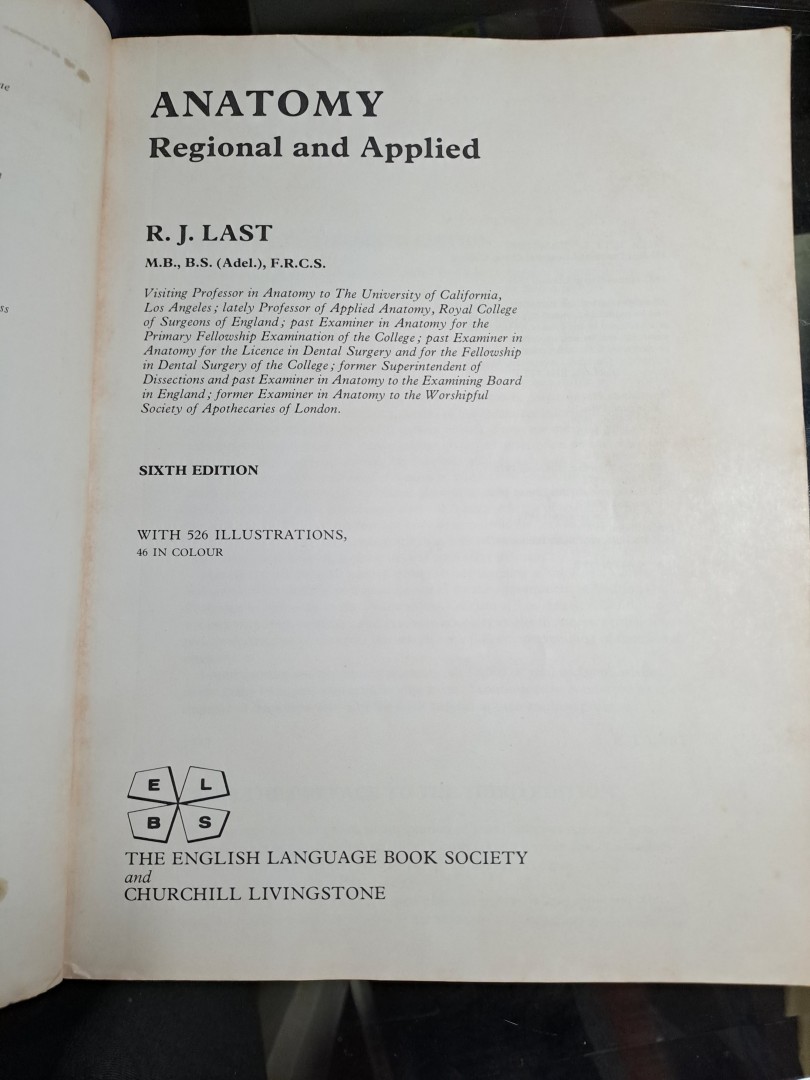 ANATOMY
Regional and Applied
R. J. LAST
M.B., B.S. (Adel.), F.R.C.S.
Visiting Professor in Anatomy to The University of California,
Los Angeles; lately Professor of Applied Anatomy, Royal College
of Surgeons of England; past Examiner in Anatomy for the
Primary Fellowship Examination of the College; past Examiner in
Anatomy for the Licence in Dental Surgery and for the Fellowship
in Dental Surgery of the College; former Superintendent of
Dissections and past Examiner in Anatomy to the Examining Board
in England; former Examiner in Anatomy to the Worshipful
Society of Apothecaries of London.
SIXTH EDITION
WITH 526 ILLUSTRATIONS,
46 IN COLOUR
E L
B S
THE ENGLISH LANGUAGE BOOK SOCIETY
and
CHURCHILL LIVINGSTONE